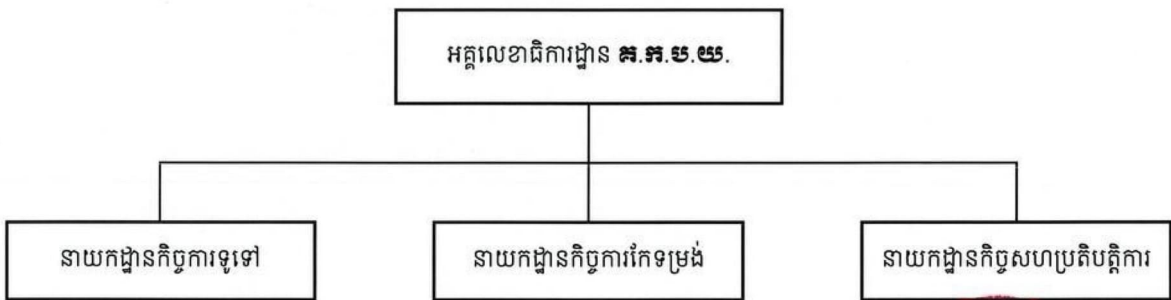 អគ្គលេខាធិការដ្ឋាន គ.ក.ប.យ.
នាយកដ្ឋានកិច្ចការទូទៅ
នាយកដ្ឋានកិច្ចការកែទម្រង់
នាយកដ្ឋានកិច្ចសហប្រតិបត្តិការ